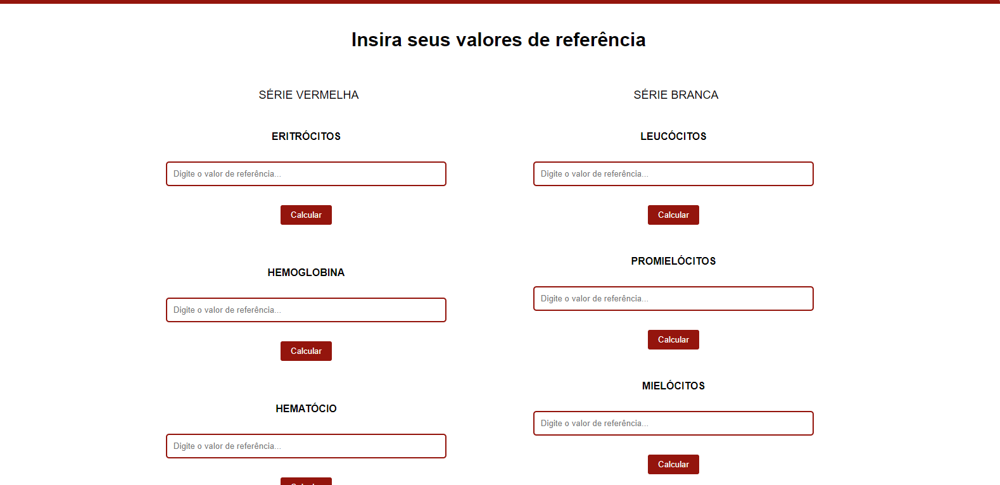 Insira seus valores de referência
SÉRIE VERMELHA
ERITRÓCITOS
Digite o valor de referência...
Calcular
HEMOGLOBINA
Digite o valor de referência...
Calcular
HEMATÓCIO
Digite o valor de referência...
Calcular
SÉRIE BRANCA
LEUCÓCITOS
Digite o valor de referência...
Calcular
PROMIELÓCITOS
Digite o valor de referência...
Calcular
MIELÓCITOS
Digite o valor de referência...
Calcular